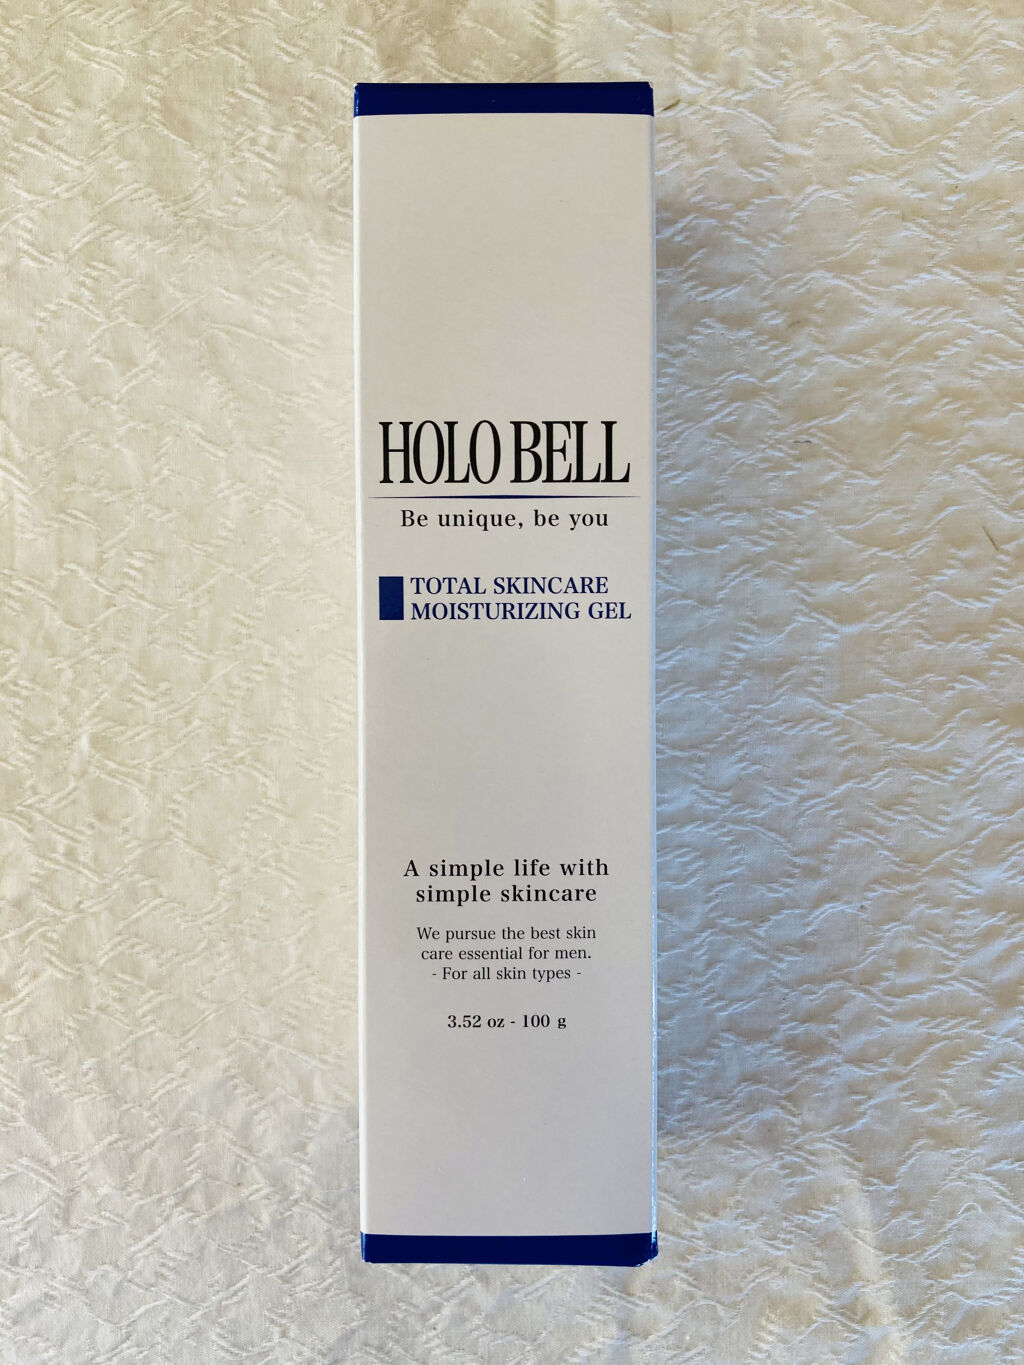 HOLO BELL
Be unique, be you
TOTAL SKINCARE
MOISTURIZING GEL
A simple life with
simple skincare
We pursue the best skin
care essential for men.
- For all skin types -
3.52 oz - 100 g